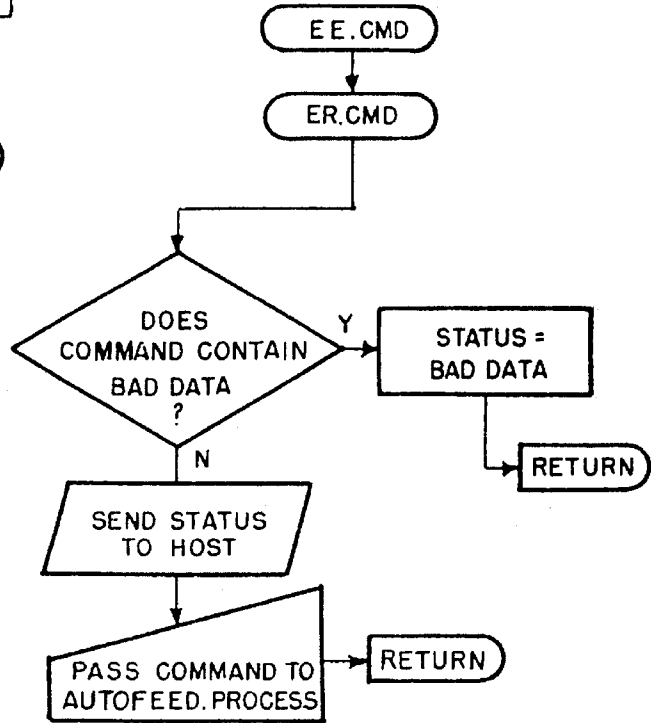 EE.CMD
ER.CMD
DOES
COMMAND CONTAIN
BAD DATA
?
Y
STATUS =
BAD DATA
RETURN
N
SEND STATUS
TO HOST
PASS COMMAND TO
AUTOFEED.PROCESS
RETURN